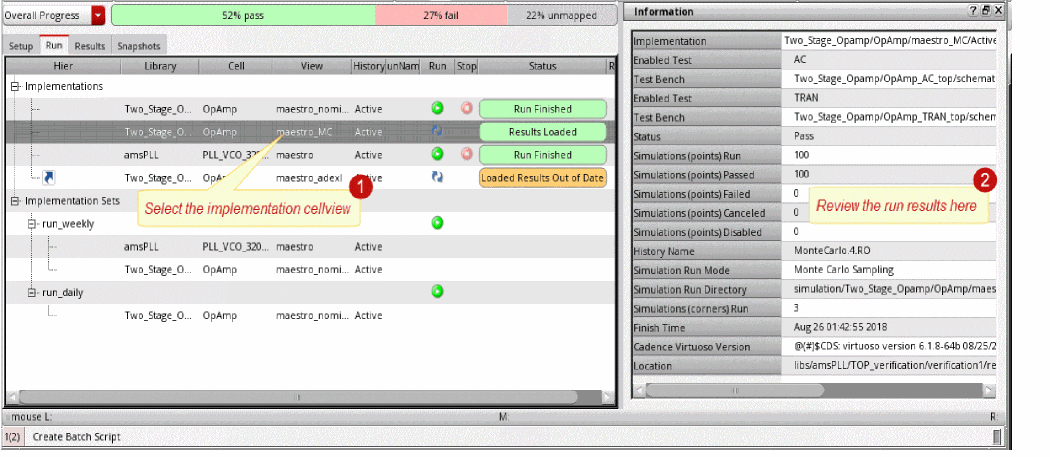 Overall Progress 52% pass 27% fail 22% unmapped
Setup Run Results Snapshots
Hier Library Cell View History unNam Run Stop Status R
Implementations
Two_Stage_O... OpAmp maestro_nomi... Active Run Finished
Two_Stage_O... OpAmp maestro_MC Active Results Loaded
amsPLL PLL_VCO_320... maestro Active Run Finished
Two_Stage_O... OpAmp maestro_adexl Active Loaded Results Out of Date
1
Select the implementation cellview
Implementation Sets
run_weekly
amsPLL PLL_VCO_320... maestro Active
Two_Stage_O... OpAmp maestro_nomi... Active
run_daily
Two_Stage_O... OpAmp maestro_nomi... Active
Information
Implementation Two_Stage_Opamp/OpAmp/maestro_MC/Active
Enabled Test AC
Test Bench Two_Stage_Opamp/OpAmp_AC_top/schemat
Enabled Test TRAN
Test Bench Two_Stage_Opamp/OpAmp_TRAN_top/schem
Status Pass
Simulations (points) Run 100
Simulations (points) Passed 100
Simulations (points) Failed 0
Simulations (points) Canceled 0
Simulations (points) Disabled 0
2
Review the run results here
History Name MonteCarlo.4.RO
Simulation Run Mode Monte Carlo Sampling
Simulation Run Directory simulation/Two_Stage_Opamp/OpAmp/maes
Simulations (corners) Run 3
Finish Time Aug 26 01:42:55 2018
Cadence Virtuoso Version @(#)$CDS: virtuoso version 6.1.8-64b 08/25/2
Location libs/amsPLL/TOP_verification/verification1/re
mouse L: M: R:
1(2) Create Batch Script